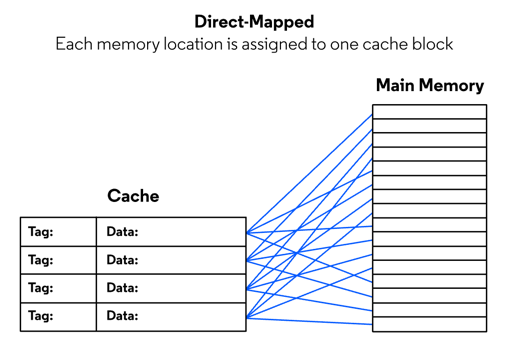 Direct-Mapped
Each memory location is assigned to one cache block
Main Memory
Cache
Tag: Data:
Tag: Data:
Tag: Data:
Tag: Data: